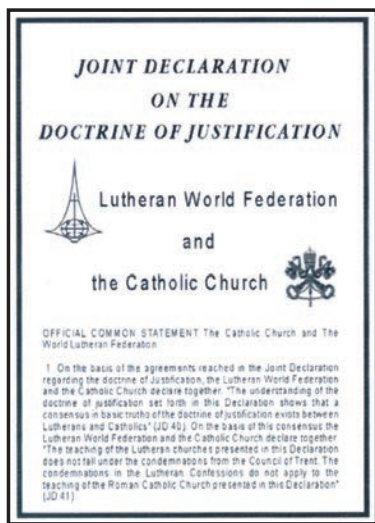 JOINT DECLARATION
ON THE
DOCTRINE OF JUSTIFICATION
Lutheran World Federation
and
the Catholic Church
OFFICIAL COMMON STATEMENT The Catholic Church and The
World Lutheran Federation
1 On the basis of the agreements reached in the Joint Declaration
regarding the doctrine of Justification, the Lutheran World Federation
and the Catholic Church declare together: "The understanding of the
doctrine of justification set forth in this Declaration shows that a
consensus in basic truths of the doctrine of justification exists between
Lutherans and Catholics" (JD 40). On the basis of this consensus the
Lutheran World Federation and the Catholic Church declare together:
"The teaching of the Lutheran churches presented in this Declaration
does not fall under the condemnations from the Council of Trent. The
condemnations in the Lutheran Confessions do not apply to the
teaching of the Roman Catholic Church presented in this Declaration"
(JD 41)